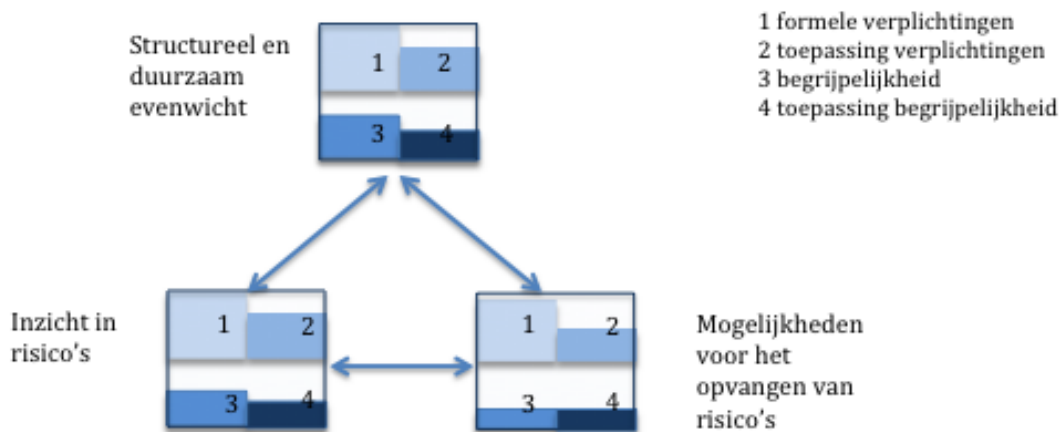 Structureel en
duurzaam
evenwicht
1 2
3 4
1 formele verplichtingen
2 toepassing verplichtingen
3 begrijpelijkheid
4 toepassing begrijpelijkheid
Inzicht in
risico's
1 2
3 4
1 2
3 4
Mogelijkheden
voor het
opvangen van
risico's